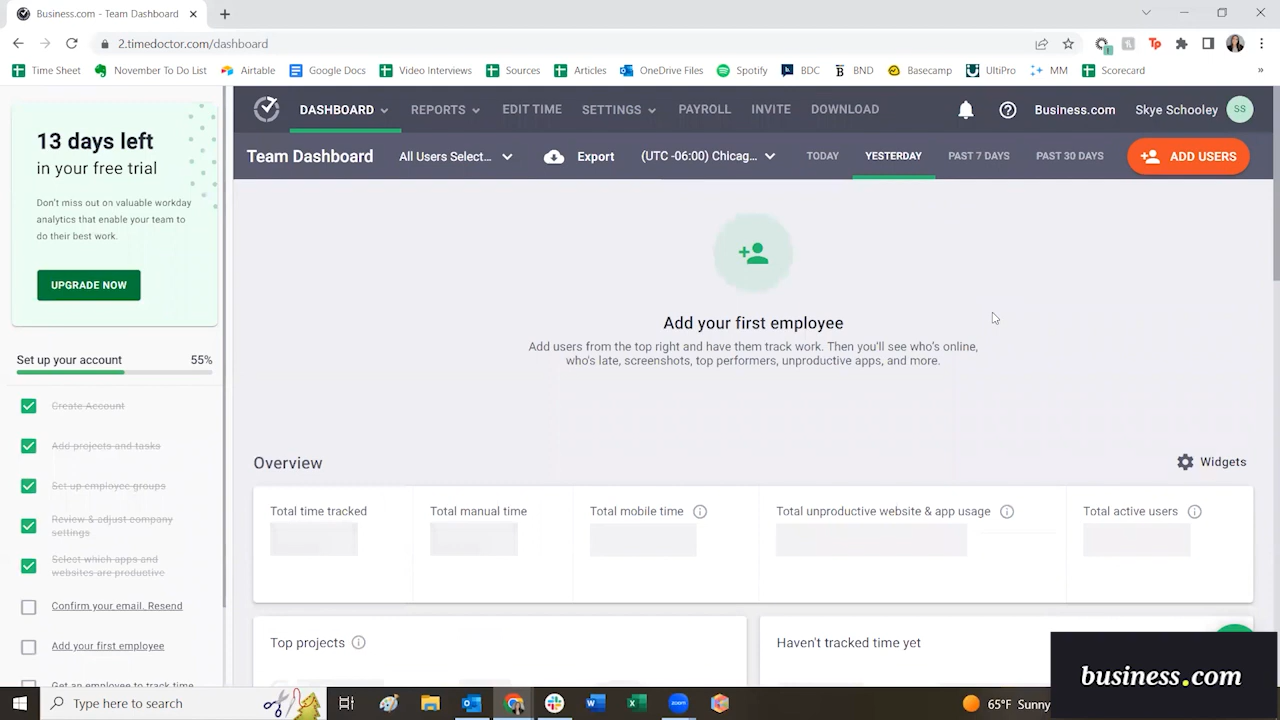 Business.com - Team Dashboard
2.timedoctor.com/dashboard
Time Sheet
November To Do List
Airtable
Google Docs
Video Interviews
Sources
Articles
OneDrive Files
Spotify
BDC
BND
Basecamp
UltiPro
MM
Scorecard
»
DASHBOARD
REPORTS
EDIT TIME
SETTINGS
PAYROLL
INVITE
DOWNLOAD
Business.com
Skye Schooley
SS
Team Dashboard
All Users Select...
Export
(UTC -06:00) Chicag...
TODAY
YESTERDAY
PAST 7 DAYS
PAST 30 DAYS
ADD USERS
13 days left
in your free trial
Don't miss out on valuable workday
analytics that enable your team to
do their best work.
UPGRADE NOW
Set up your account 55%
Create Account
Add projects and tasks
Set up employee groups
Review & adjust company
settings
Select which apps and
websites are productive
Confirm your email. Resend
Add your first employee
Get an employee to track time
Add your first employee
Add users from the top right and have them track work. Then you'll see who's online,
who's late, screenshots, top performers, unproductive apps, and more.
Overview
Widgets
Total time tracked
Total manual time
Total mobile time
Total unproductive website & app usage
Total active users
Top projects
Haven't tracked time yet
business.com
Type here to search
65°F Sunny